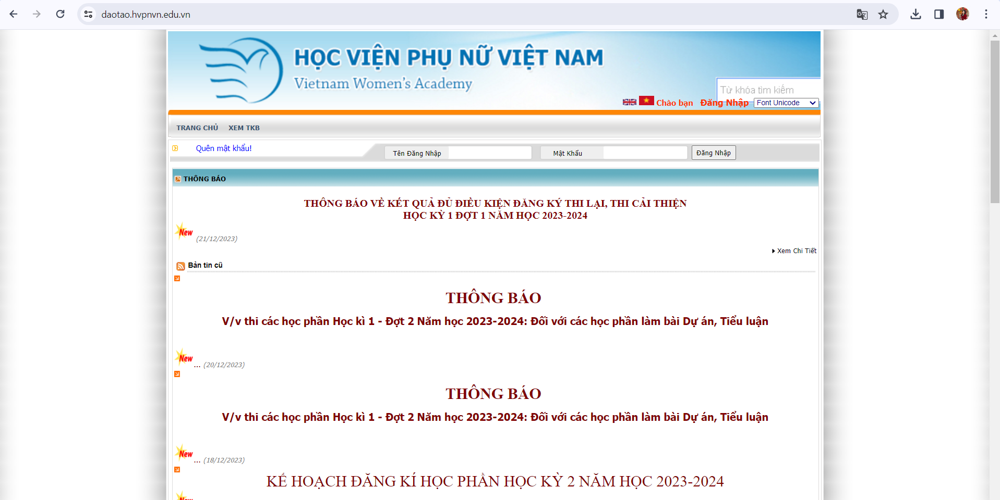 daotao.hvpnvn.edu.vn
HỌC VIỆN PHỤ NỮ VIỆT NAM
Vietnam Women's Academy
Từ khóa tìm kiếm
Chào bạn Đăng Nhập Font Unicode
TRANG CHỦ XEM TKB
Quên mật khẩu! Tên Đăng Nhập Mật Khẩu Đăng Nhập
THÔNG BÁO
THÔNG BÁO VỀ KẾT QUẢ ĐỦ ĐIỀU KIỆN ĐĂNG KÝ THI LẠI, THI CẢI THIỆN
HỌC KỲ 1 ĐỢT 1 NĂM HỌC 2023-2024
New (21/12/2023)
Xem Chi Tiết
Bản tin cũ
THÔNG BÁO
V/v thi các học phần Học kì 1 - Đợt 2 Năm học 2023-2024: Đối với các học phần làm bài Dự án, Tiểu luận
New ... (20/12/2023)
THÔNG BÁO
V/v thi các học phần Học kì 1 - Đợt 2 Năm học 2023-2024: Đối với các học phần làm bài Dự án, Tiểu luận
New ... (18/12/2023)
KẾ HOẠCH ĐĂNG KÍ HỌC PHẦN HỌC KỲ 2 NĂM HỌC 2023-2024
New